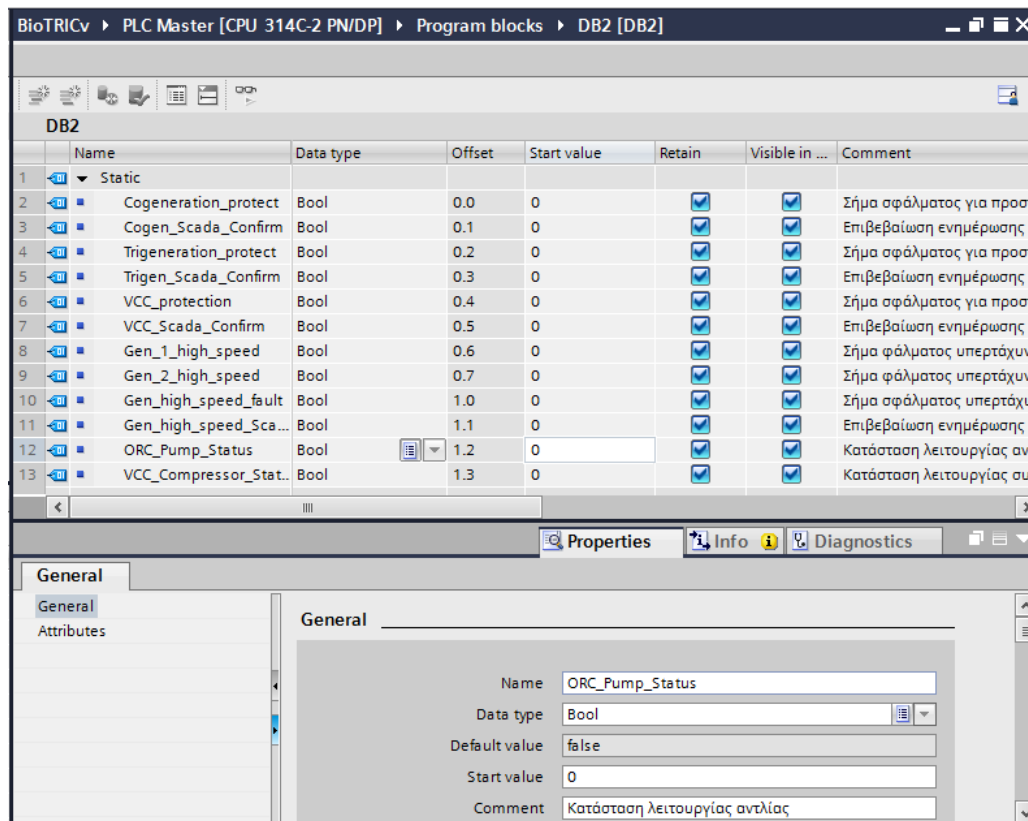 BioTRICv ▸ PLC Master [CPU 314C-2 PN/DP] ▸ Program blocks ▸ DB2 [DB2]
DB2
Name Data type Offset Start value Retain Visible in ... Comment
1 Static
2 Cogeneration_protect Bool 0.0 0 Σήμα σφάλματος για προσ
3 Cogen_Scada_Confirm Bool 0.1 0 Επιβεβαίωση ενημέρωσης
4 Trigeneration_protect Bool 0.2 0 Σήμα σφάλματος για προσ
5 Trigen_Scada_Confirm Bool 0.3 0 Επιβεβαίωση ενημέρωσης
6 VCC_protection Bool 0.4 0 Σήμα σφάλματος για προσ
7 VCC_Scada_Confirm Bool 0.5 0 Επιβεβαίωση ενημέρωσης
8 Gen_1_high_speed Bool 0.6 0 Σήμα φάλματος υπερτάχυν
9 Gen_2_high_speed Bool 0.7 0 Σήμα φάλματος υπερτάχυν
10 Gen_high_speed_fault Bool 1.0 0 Σήμα σφάλματος υπερτάχυ
11 Gen_high_speed_Sca... Bool 1.1 0 Επιβεβαίωση ενημέρωσης
12 ORC_Pump_Status Bool 1.2 0 Κατάσταση λειτουργίας αν
13 VCC_Compressor_Stat... Bool 1.3 0 Κατάσταση λειτουργίας συ
Properties Info Diagnostics
General
General
Attributes
General
Name ORC_Pump_Status
Data type Bool
Default value false
Start value 0
Comment Κατάσταση λειτουργίας αντλίας